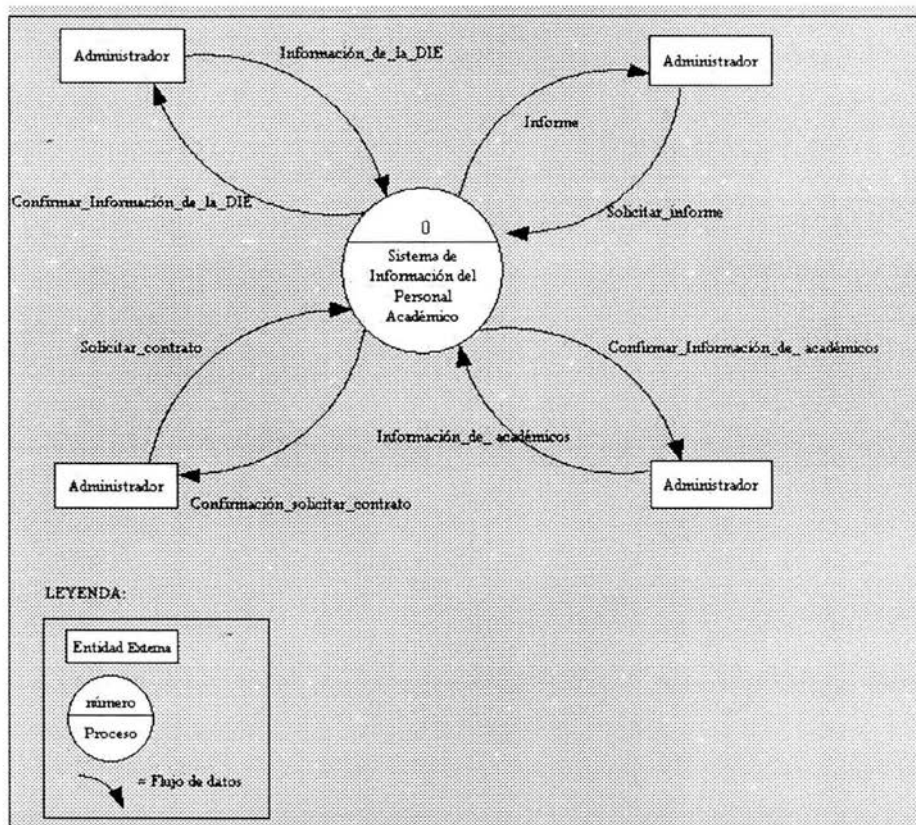 Administrador
Información_de_la_DIE
Administrador
Informe
Confirmar_Información_de_la_DIE
Solicitar_informe
0
Sistema de
Información del
Personal
Académico
Solicitar_contrato
Confirmar_Información_de_ académicos
Información_de_ académicos
Administrador
Confirmación_solicitar_contrato
Administrador
LEYENDA:
Entidad Externa
número
Proceso
= Flujo de datos